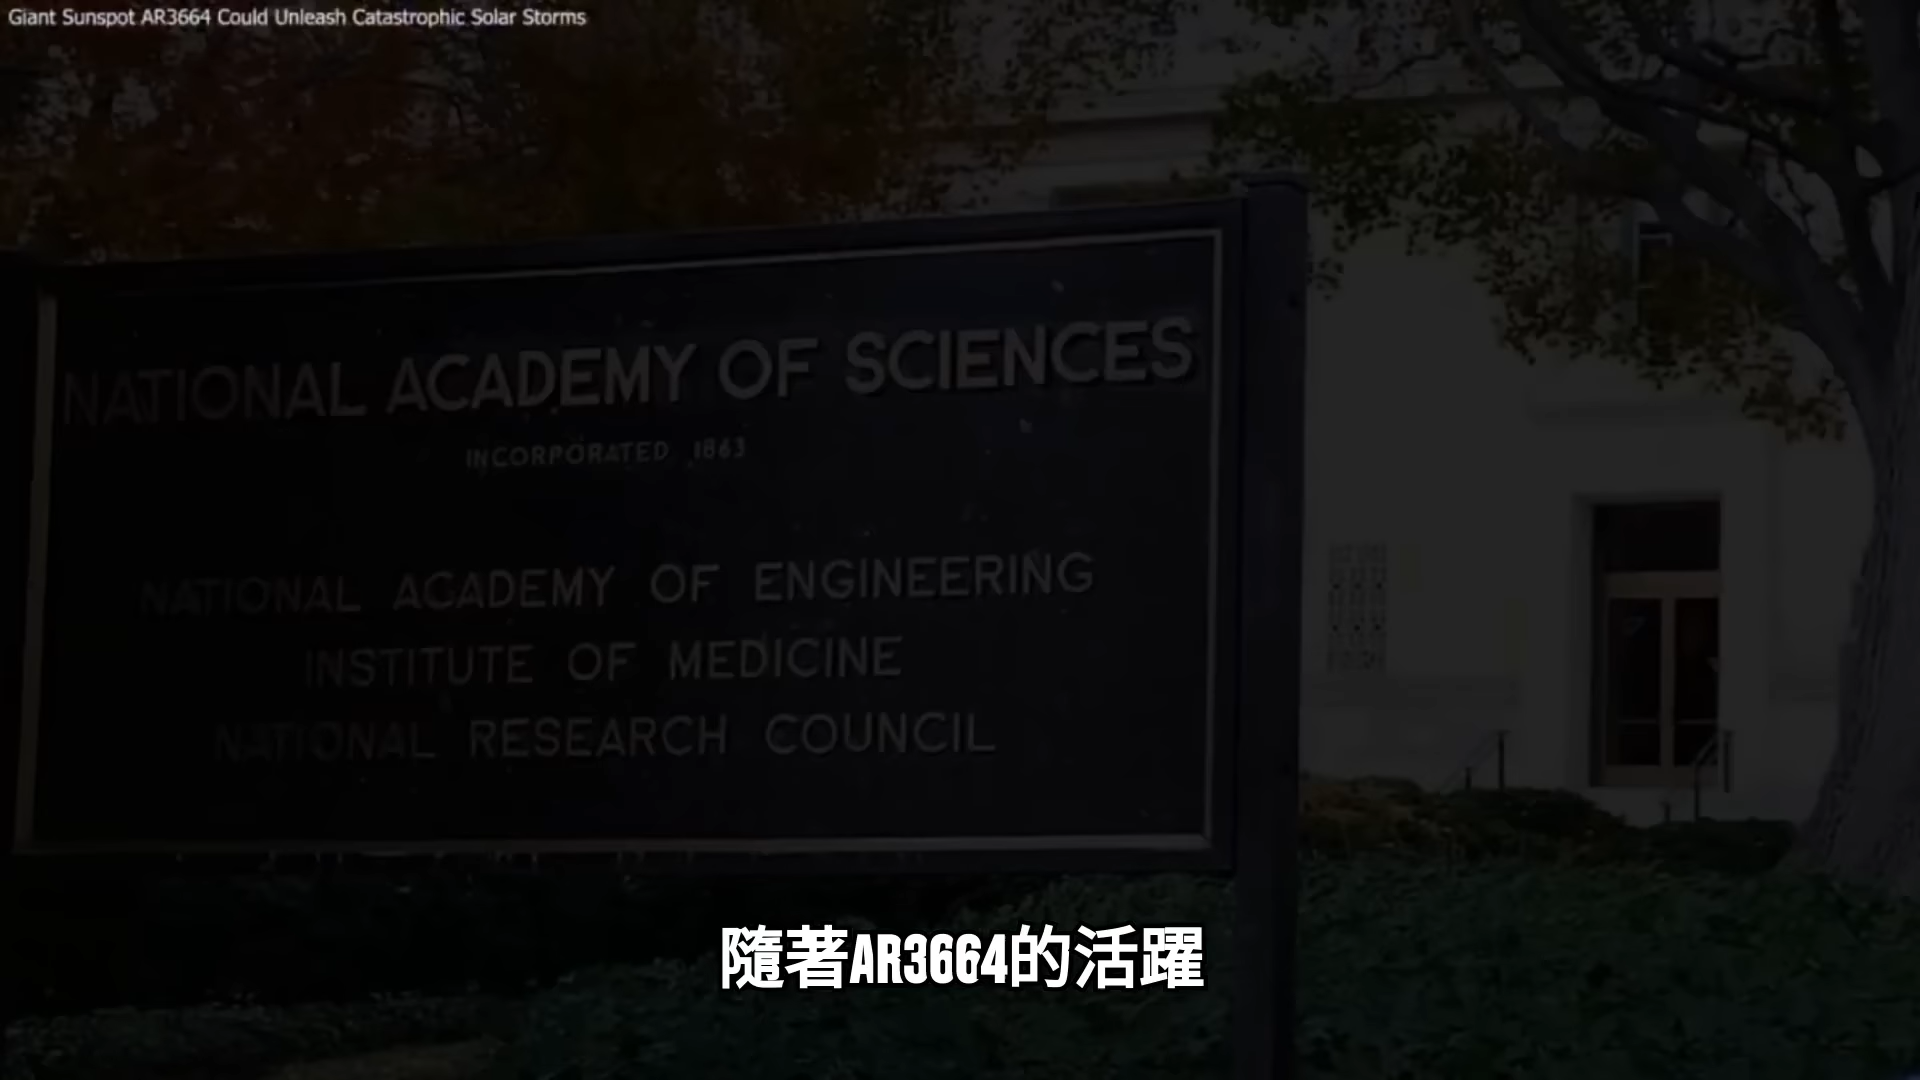 Giant Sunspot AR3664 Could Unleash Catastrophic Solar Storms
NATIONAL ACADEMY OF SCIENCES
INCORPORATED 1863
NATIONAL ACADEMY OF ENGINEERING
INSTITUTE OF MEDICINE
NATIONAL RESEARCH COUNCIL
隨著AR3664的活躍